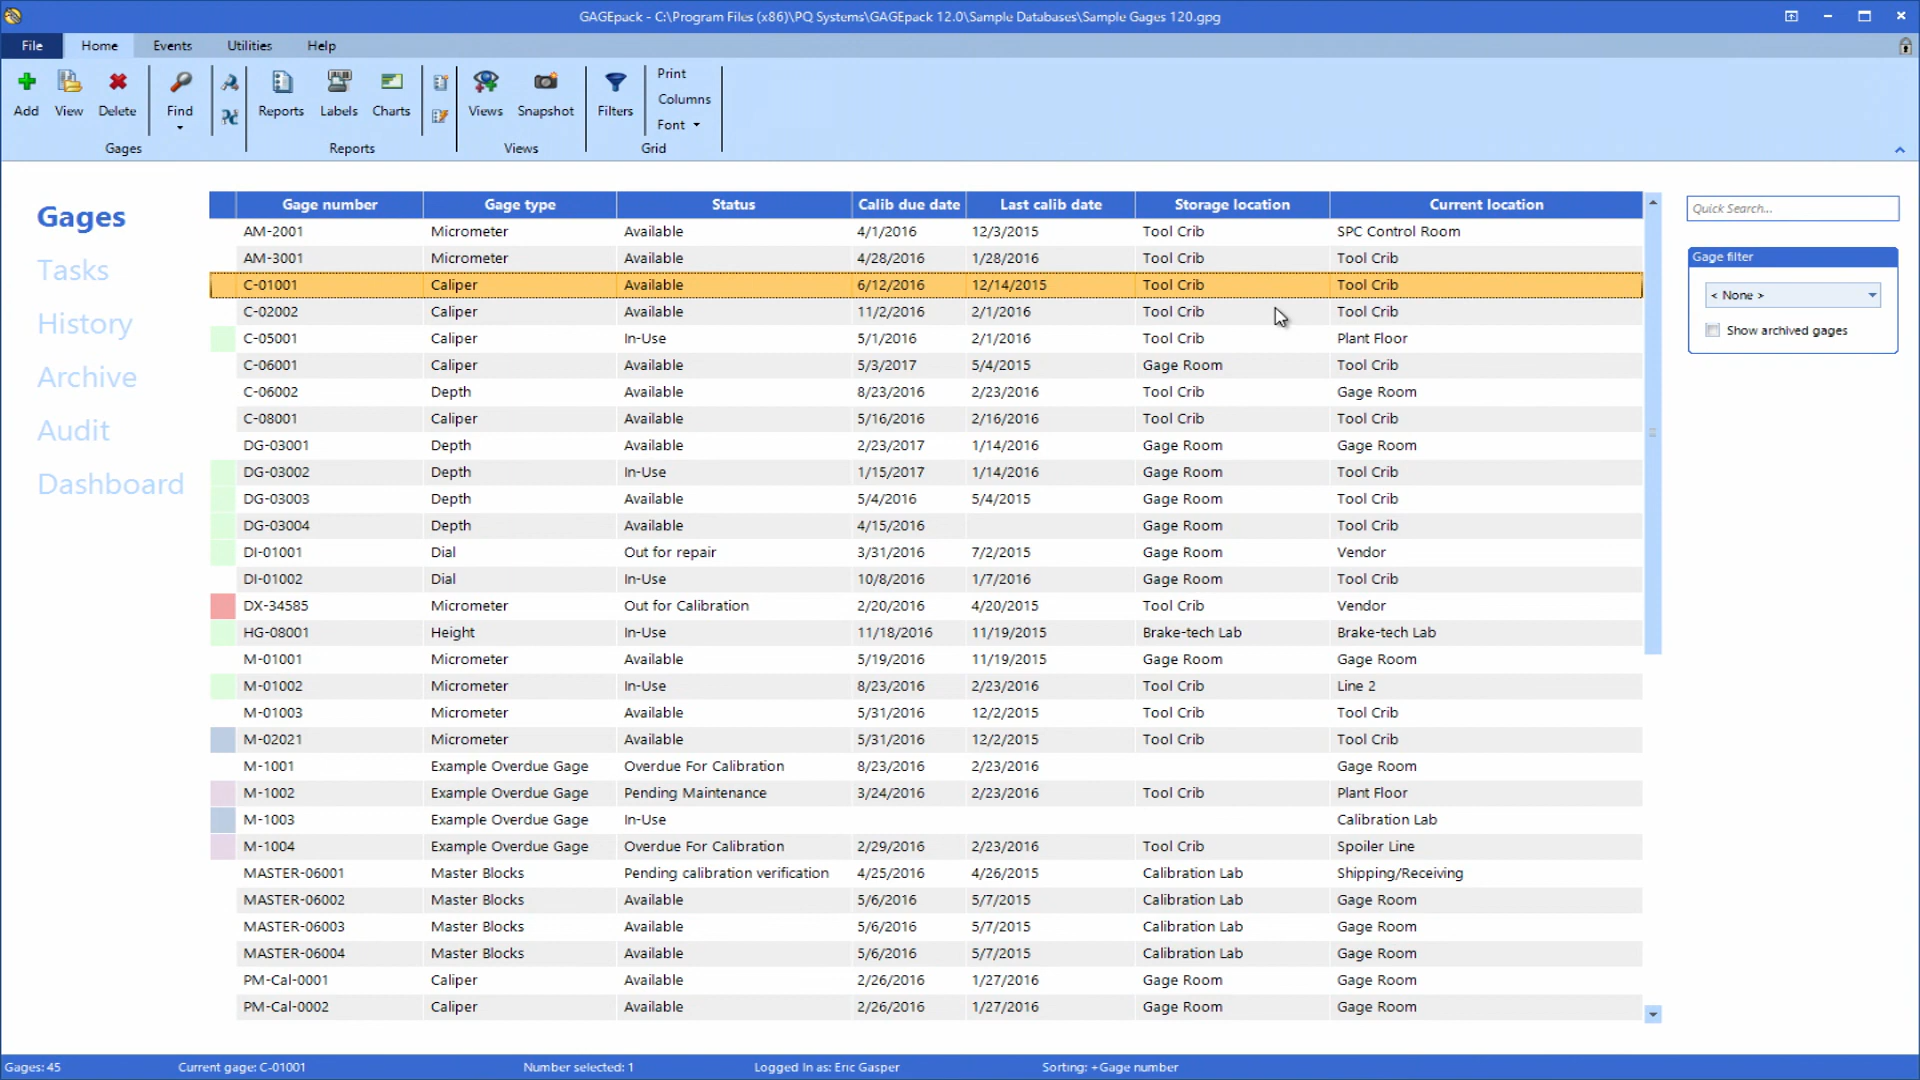 GAGEpack - C:\Program Files (x86)\PQ Systems\GAGEpack 12.0\Sample Databases\Sample Gages 120.gpg
File Home Events Utilities Help
Print
Columns
Font
Add View Delete Find Reports Labels Charts Views Snapshot Filters
Gages Reports Views Grid
Gages
Tasks
History
Archive
Audit
Dashboard
Gage number Gage type Status Calib due date Last calib date Storage location Current location
AM-2001 Micrometer Available 4/1/2016 12/3/2015 Tool Crib SPC Control Room
AM-3001 Micrometer Available 4/28/2016 1/28/2016 Tool Crib Tool Crib
C-01001 Caliper Available 6/12/2016 12/14/2015 Tool Crib Tool Crib
C-02002 Caliper Available 11/2/2016 2/1/2016 Tool Crib Tool Crib
C-05001 Caliper In-Use 5/1/2016 2/1/2016 Tool Crib Plant Floor
C-06001 Caliper Available 5/3/2017 5/4/2015 Gage Room Tool Crib
C-06002 Depth Available 8/23/2016 2/23/2016 Tool Crib Gage Room
C-08001 Caliper Available 5/16/2016 2/16/2016 Tool Crib Tool Crib
DG-03001 Depth Available 2/23/2017 1/14/2016 Gage Room Gage Room
DG-03002 Depth In-Use 1/15/2017 1/14/2016 Gage Room Tool Crib
DG-03003 Depth Available 5/4/2016 5/4/2015 Gage Room Tool Crib
DG-03004 Depth Available 4/15/2016 Gage Room Tool Crib
DI-01001 Dial Out for repair 3/31/2016 7/2/2015 Gage Room Vendor
DI-01002 Dial In-Use 10/8/2016 1/7/2016 Gage Room Tool Crib
DX-34585 Micrometer Out for Calibration 2/20/2016 4/20/2015 Tool Crib Vendor
HG-08001 Height In-Use 11/18/2016 11/19/2015 Brake-tech Lab Brake-tech Lab
M-01001 Micrometer Available 5/19/2016 11/19/2015 Gage Room Gage Room
M-01002 Micrometer In-Use 8/23/2016 2/23/2016 Tool Crib Line 2
M-01003 Micrometer Available 5/31/2016 12/2/2015 Tool Crib Tool Crib
M-02021 Micrometer Available 5/31/2016 12/2/2015 Tool Crib Tool Crib
M-1001 Example Overdue Gage Overdue For Calibration 8/23/2016 2/23/2016 Gage Room
M-1002 Example Overdue Gage Pending Maintenance 3/24/2016 2/23/2016 Tool Crib Plant Floor
M-1003 Example Overdue Gage In-Use Calibration Lab
M-1004 Example Overdue Gage Overdue For Calibration 2/29/2016 2/23/2016 Tool Crib Spoiler Line
MASTER-06001 Master Blocks Pending calibration verification 4/25/2016 4/26/2015 Calibration Lab Shipping/Receiving
MASTER-06002 Master Blocks Available 5/6/2016 5/7/2015 Calibration Lab Gage Room
MASTER-06003 Master Blocks Available 5/6/2016 5/7/2015 Calibration Lab Gage Room
MASTER-06004 Master Blocks Available 5/6/2016 5/7/2015 Calibration Lab Gage Room
PM-Cal-0001 Caliper Available 2/26/2016 1/27/2016 Gage Room Gage Room
PM-Cal-0002 Caliper Available 2/26/2016 1/27/2016 Gage Room Gage Room
Quick Search...
Gage filter
< None >
Show archived gages
Gages: 45 Current gage: C-01001 Number selected: 1 Logged In as: Eric Gasper Sorting: +Gage number